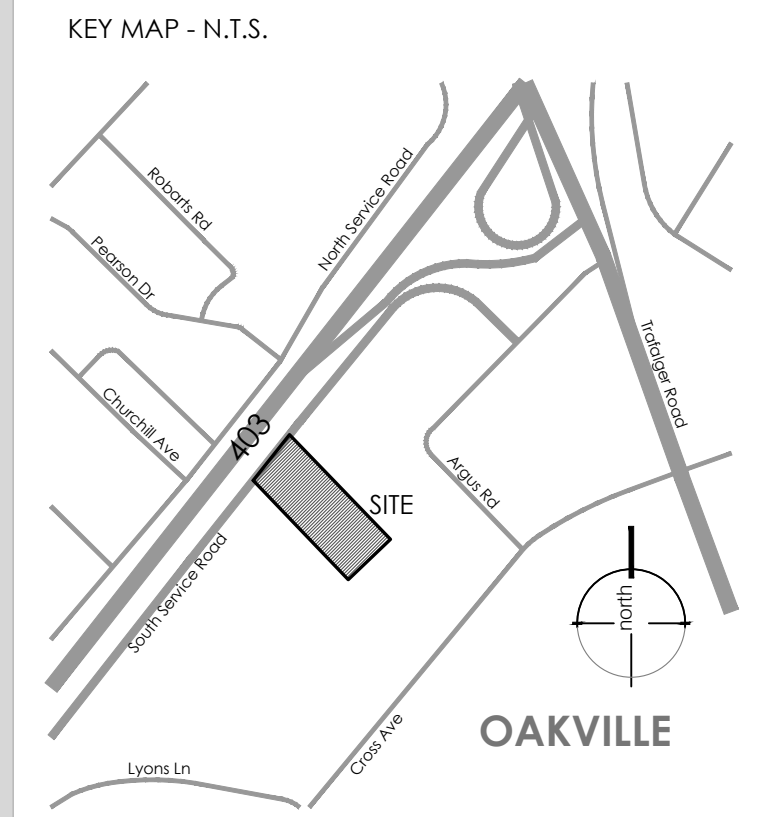 KEY MAP - N.T.S.
Robarts Rd
North Service Road
Pearson Dr
Trafalger Road
Churchill Ave
403
Argus Rd
SITE
South Service Road
north
OAKVILLE
Cross Ave
Lyons Ln